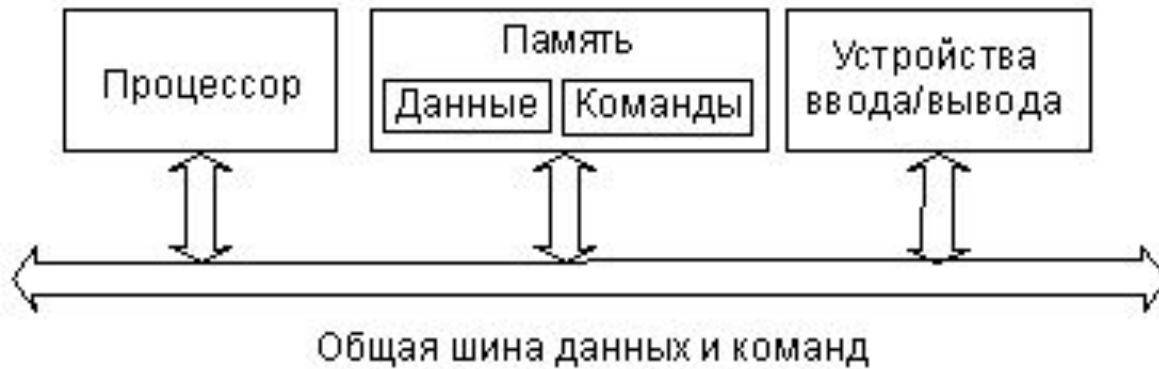 Процессор
Память
Данные
Команды
Устройства
ввода/вывода
Общая шина данных и команд